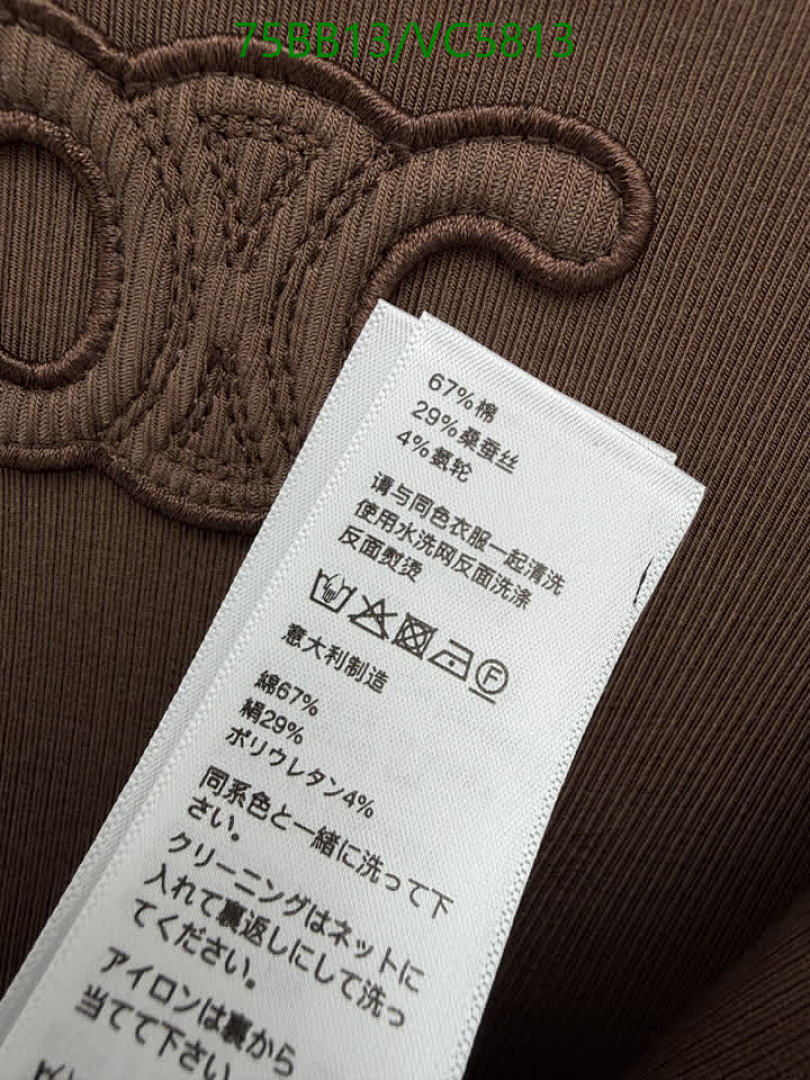 75BB13/VC5813
67%棉
29%桑蚕丝
4%氨轮
请与同色衣服一起清洗
使用水洗网反面洗涤
反面熨烫
F
意大利制造
綿67%
絹29%
ポリウレタン4%
同系色と一緒に洗って下
さい。
クリーニングはネットに
入れて裏返しにして洗っ
てください。
アイロンは裏から
当てて下さい